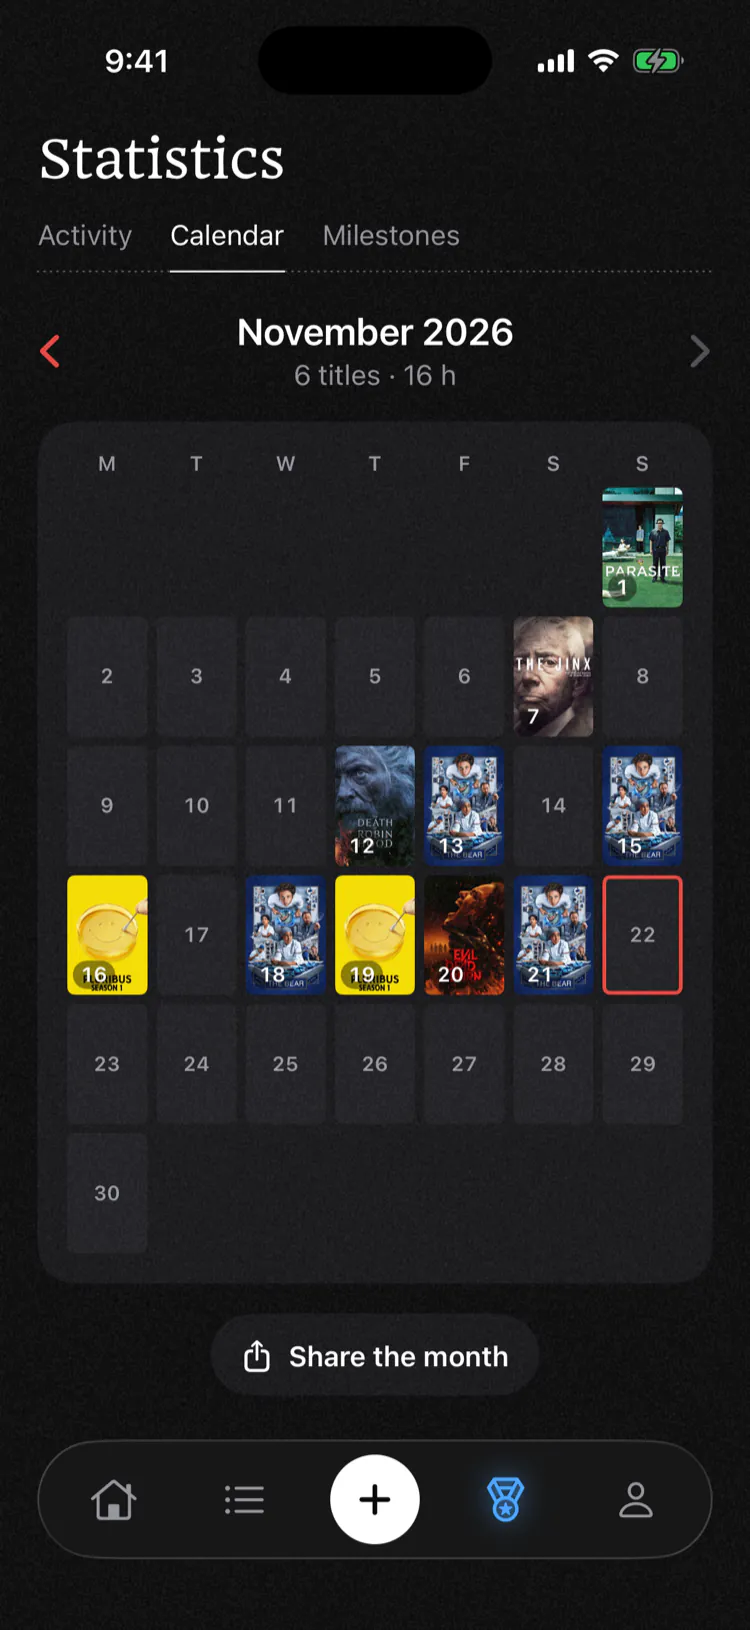 9:41
Statistics
Activity Calendar Milestones
November 2026
6 titles · 16 h
M T W T F S S
PARASITE
1
THE JINX
2 3 4 5 6 7 8
DEATH
ROBIN
9 10 11 12 13 14 15
THE BEAR THE BEAR
EVIL
16 17 18 19 20 21 22
SEASON 1 THE BEAR SEASON 1 THE BEAR
23 24 25 26 27 28 29
30
Share the month